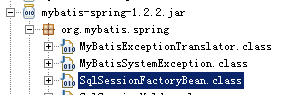 mybatis-spring-1.2.2.jar
org.mybatis.spring
MyBatisExceptionTranslator.class
MyBatisSystemException.class
SqlSessionFactoryBean.class